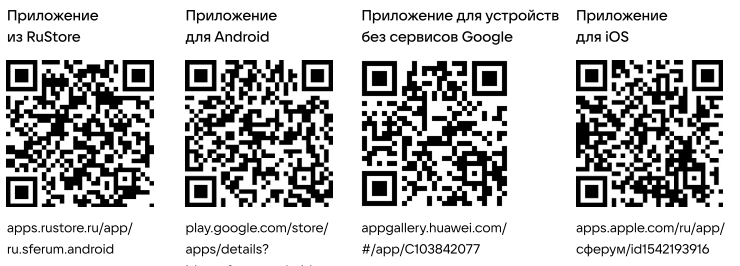 Приложение
из RuStore
apps.rustore.ru/app/
ru.sferum.android
Приложение
для Android
play.google.com/store/
apps/details?
Приложение для устройств
без сервисов Google
appgallery.huawei.com/
#/app/C103842077
Приложение
для iOS
apps.apple.com/ru/app/
сферум/id1542193916